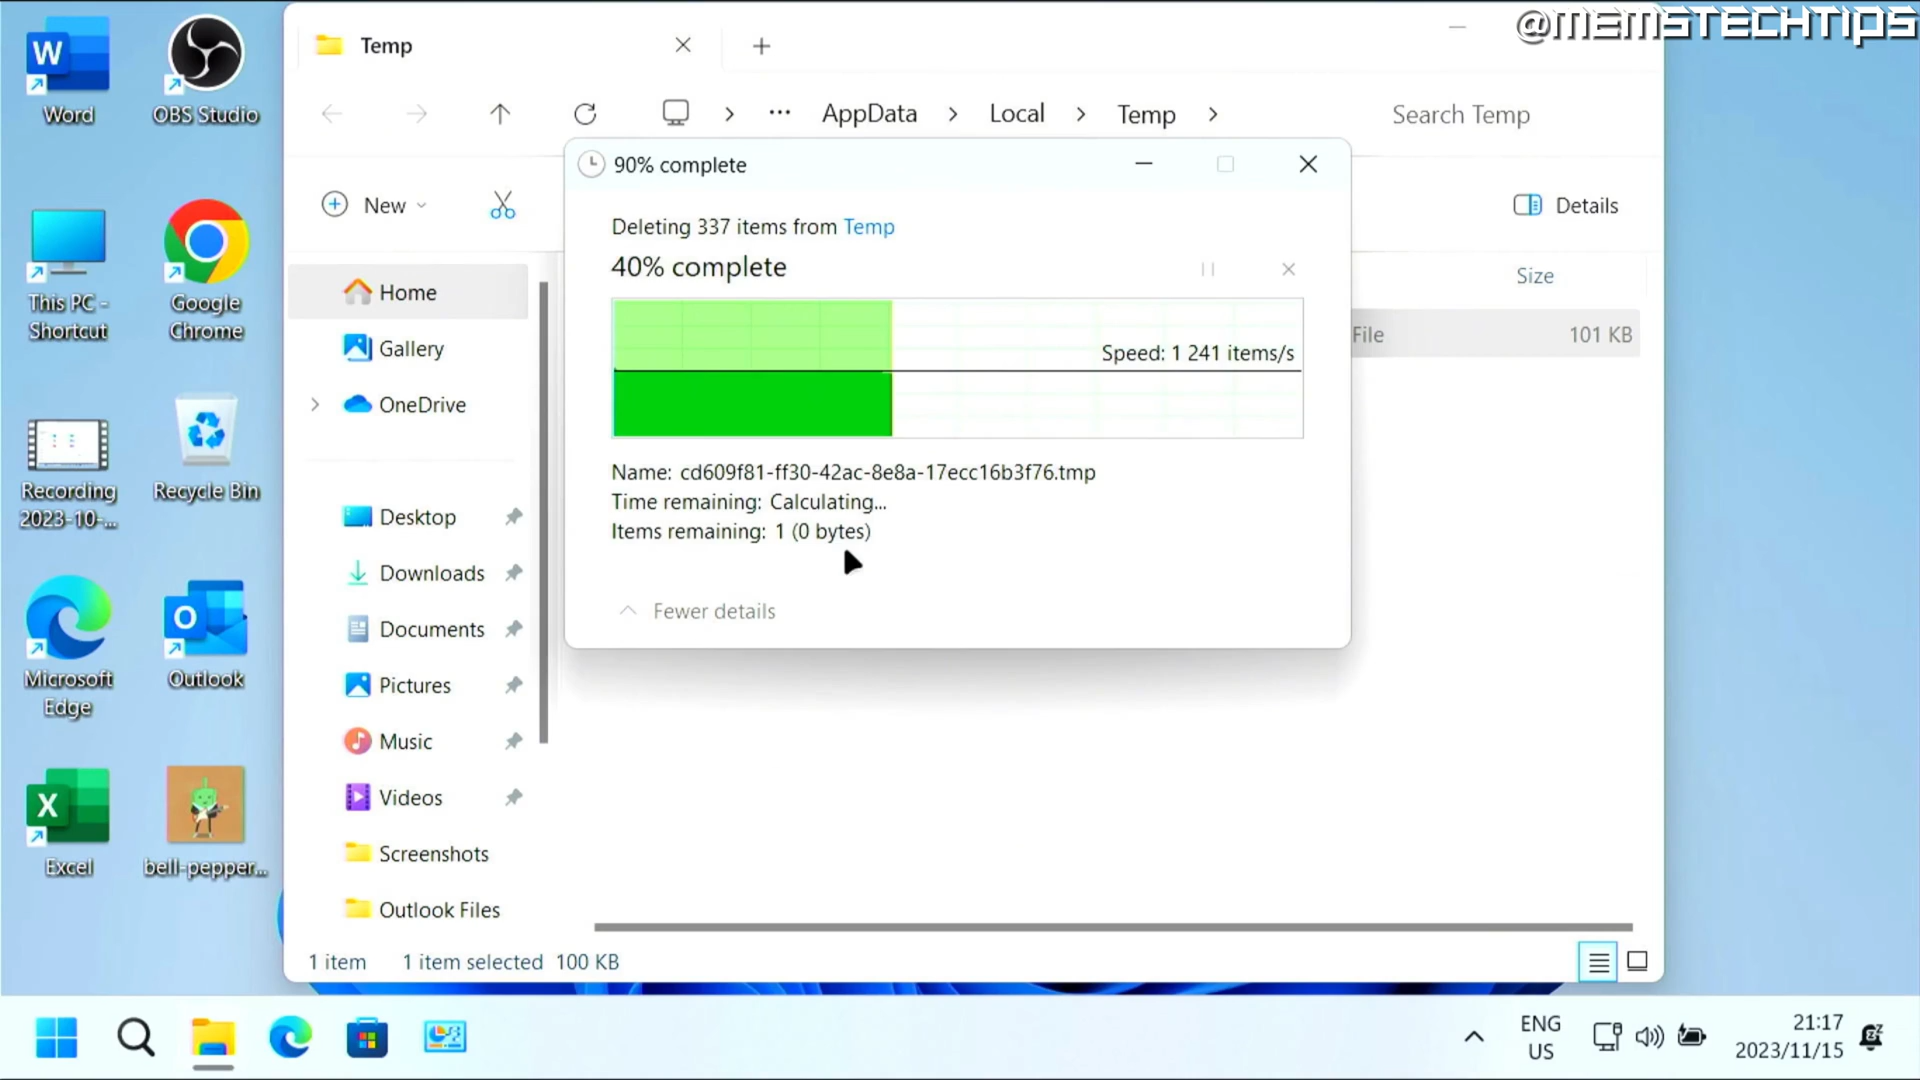 @MEMSTECHTIPS
Word
OBS Studio
This PC -
Shortcut
Google
Chrome
Recording
2023-10-...
Recycle Bin
Microsoft
Edge
Outlook
Excel
bell-pepper...
Temp
AppData
Local
Temp
Search Temp
New
Details
Home
Gallery
OneDrive
Desktop
Downloads
Documents
Pictures
Music
Videos
Screenshots
Outlook Files
Size
File
101 KB
90% complete
Deleting 337 items from Temp
40% complete
Speed: 1 241 items/s
Name: cd609f81-ff30-42ac-8e8a-17ecc16b3f76.tmp
Time remaining: Calculating...
Items remaining: 1 (0 bytes)
Fewer details
1 item
1 item selected 100 KB
ENG
US
21:17
2023/11/15